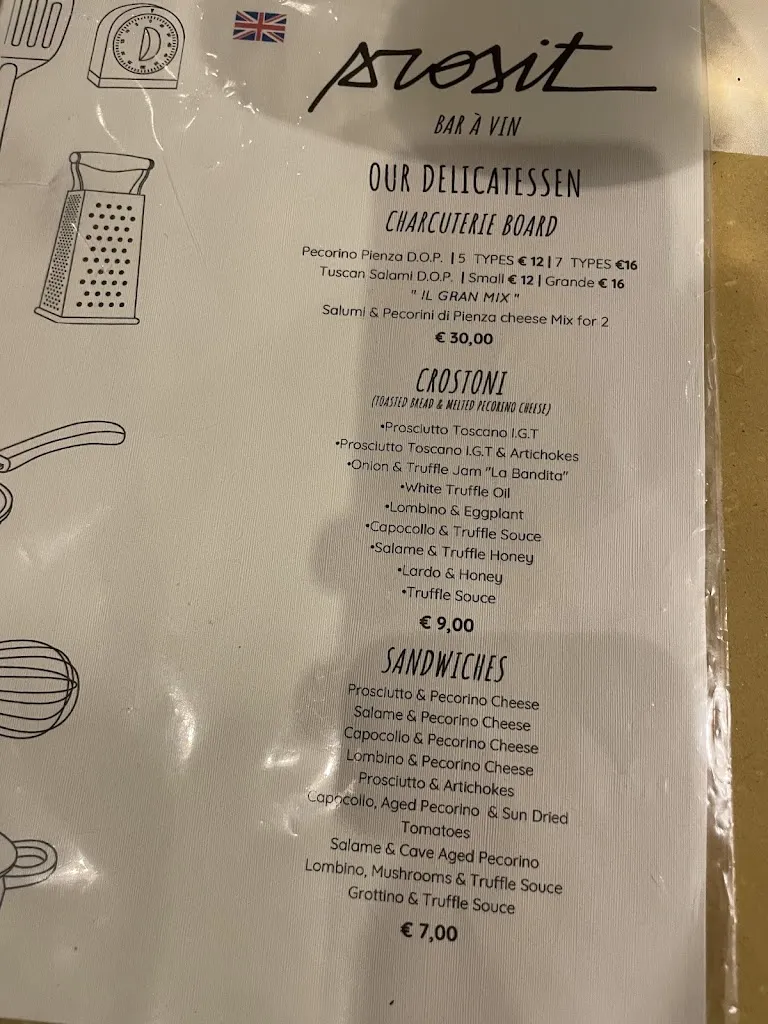 prosit
BAR À VIN
OUR DELICATESSEN
CHARCUTERIE BOARD
Pecorino Pienza D.O.P. | 5 TYPES € 12 | 7 TYPES €16
Tuscan Salami D.O.P. | Small € 12 | Grande € 16
" IL GRAN MIX "
Salumi & Pecorini di Pienza cheese Mix for 2
€ 30,00
CROSTONI
(TOASTED BREAD & MELTED PECORINO CHEESE)
•Prosciutto Toscano I.G.T
•Prosciutto Toscano I.G.T & Artichokes
•Onion & Truffle Jam "La Bandita"
•White Truffle Oil
•Lombino & Eggplant
•Capocollo & Truffle Souce
•Salame & Truffle Honey
•Lardo & Honey
•Truffle Souce
€ 9,00
SANDWICHES
Prosciutto & Pecorino Cheese
Salame & Pecorino Cheese
Capocollo & Pecorino Cheese
Lombino & Pecorino Cheese
Prosciutto & Artichokes
Capocollo, Aged Pecorino & Sun Dried
Tomatoes
Salame & Cave Aged Pecorino
Lombino, Mushrooms & Truffle Souce
Grottino & Truffle Souce
€ 7,00